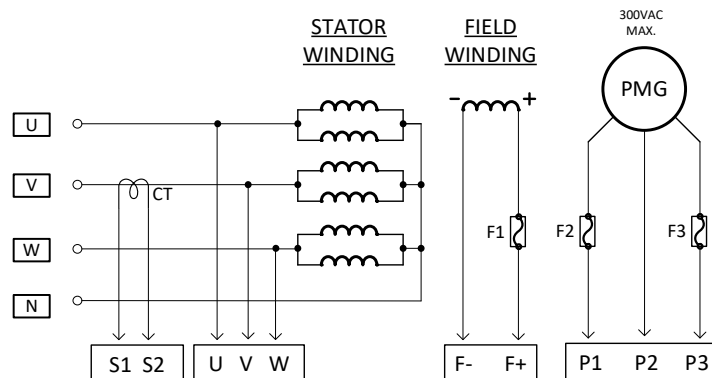 STATOR
WINDING
FIELD
WINDING
300VAC
MAX.
PMG
- +
U
V
CT
W
N
F1
F2
F3
S1 S2
U V W
F- F+
P1 P2 P3